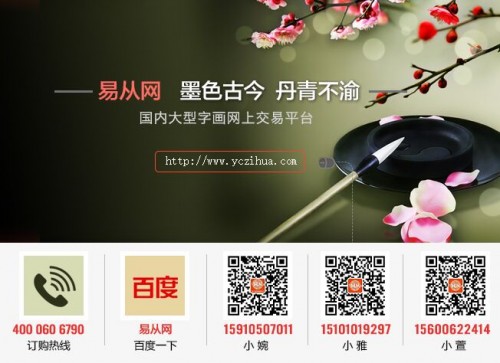 易从网 墨色古今 丹青不渝
国内大型字画网上交易平台
http://www.yczihua.com
百度
400 060 6790
订购热线
易从网
百度一下
15910507011
小 婉
15101019297
小 雅
15600622414
小 萱